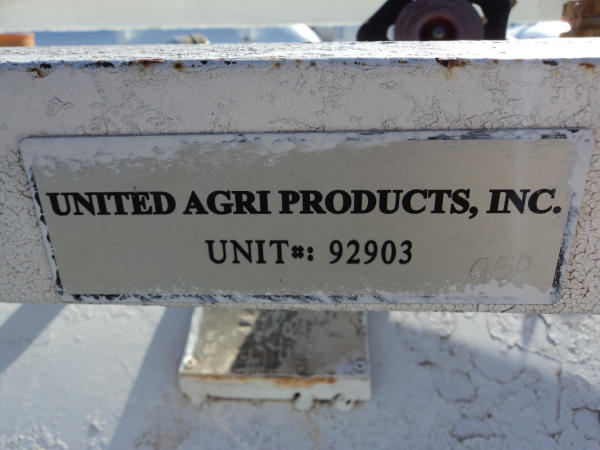 UNITED AGRI PRODUCTS, INC.
UNIT#: 92903